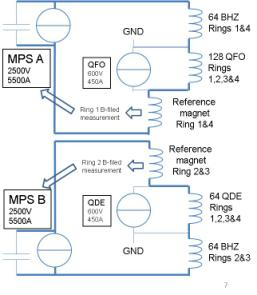 64 BHZ
Rings 1&4
GND
MPS A
2500V
5500A
QFO
600V
450A
128 QFO
Rings
1,2,3&4
Reference
magnet
Ring 1&4
Ring 1 B-filed
measurement
Reference
magnet
Ring 2&3
Ring 2 B-filed
measurement
MPS B
2500V
5500A
QDE
600V
450A
64 QDE
Rings
1,2,3&4
GND
64 BHZ
Rings 2&3
7